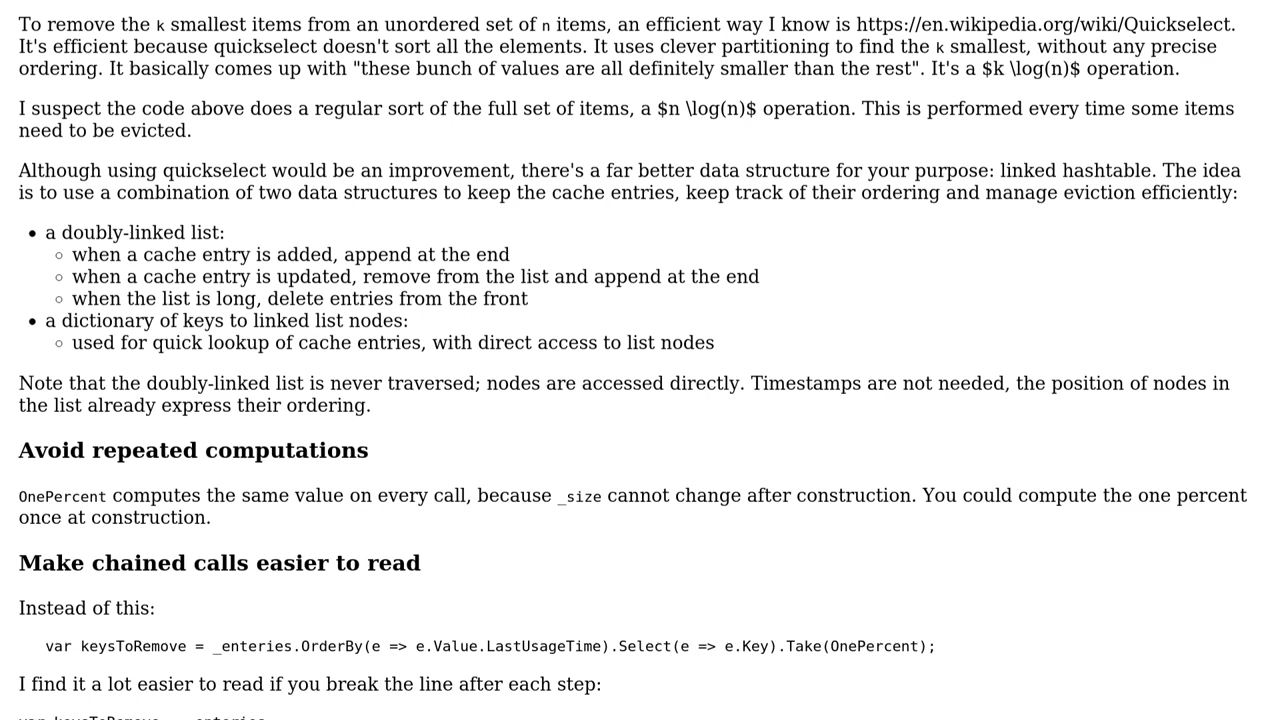 To remove the k smallest items from an unordered set of n items, an efficient way I know is https://en.wikipedia.org/wiki/Quickselect.
It's efficient because quickselect doesn't sort all the elements. It uses clever partitioning to find the k smallest, without any precise
ordering. It basically comes up with "these bunch of values are all definitely smaller than the rest". It's a $k \log(n)$ operation.
I suspect the code above does a regular sort of the full set of items, a $n \log(n)$ operation. This is performed every time some items
need to be evicted.
Although using quickselect would be an improvement, there's a far better data structure for your purpose: linked hashtable. The idea
is to use a combination of two data structures to keep the cache entries, keep track of their ordering and manage eviction efficiently:
• a doubly-linked list:
◦ when a cache entry is added, append at the end
◦ when a cache entry is updated, remove from the list and append at the end
◦ when the list is long, delete entries from the front
• a dictionary of keys to linked list nodes:
◦ used for quick lookup of cache entries, with direct access to list nodes
Note that the doubly-linked list is never traversed; nodes are accessed directly. Timestamps are not needed, the position of nodes in
the list already express their ordering.
Avoid repeated computations
OnePercent computes the same value on every call, because _size cannot change after construction. You could compute the one percent
once at construction.
Make chained calls easier to read
Instead of this:
var keysToRemove = _enteries.OrderBy(e => e.Value.LastUsageTime).Select(e => e.Key).Take(OnePercent);
I find it a lot easier to read if you break the line after each step: